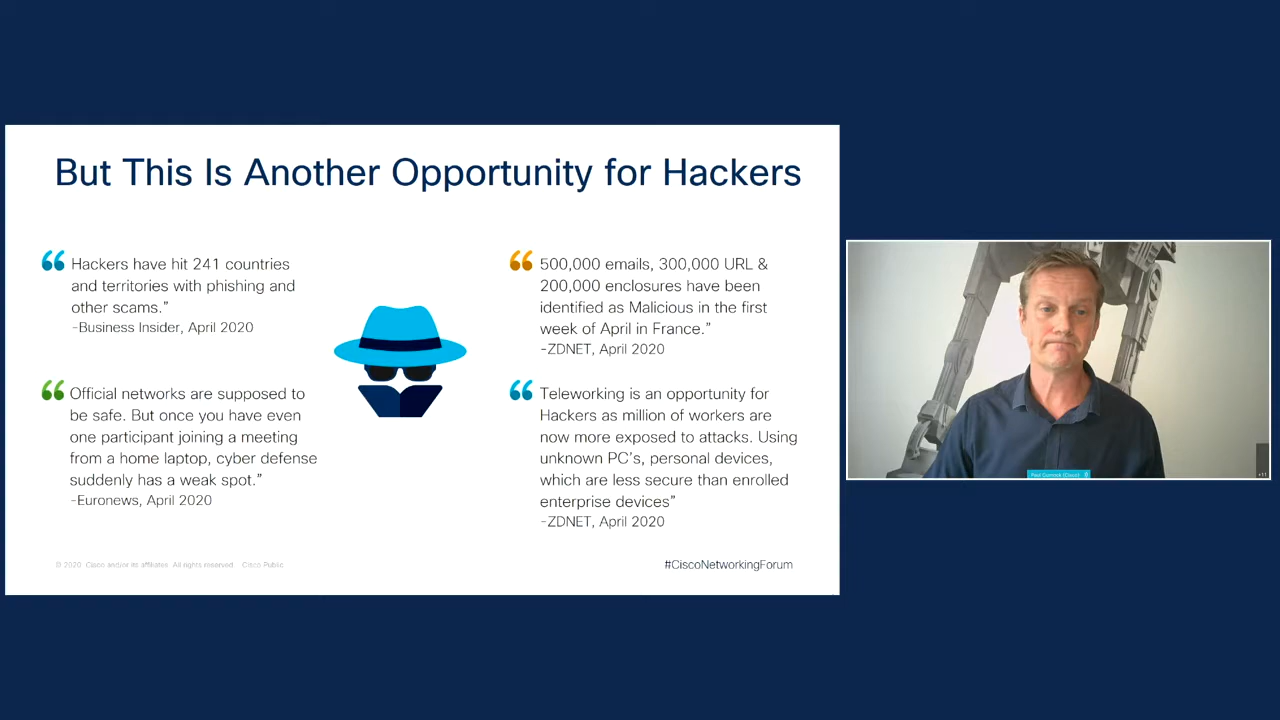 But This Is Another Opportunity for Hackers
“ Hackers have hit 241 countries
and territories with phishing and
other scams.”
-Business Insider, April 2020
“ Official networks are supposed to
be safe. But once you have even
one participant joining a meeting
from a home laptop, cyber defense
suddenly has a weak spot.”
-Euronews, April 2020
“ 500,000 emails, 300,000 URL &
200,000 enclosures have been
identified as Malicious in the first
week of April in France.”
-ZDNET, April 2020
“ Teleworking is an opportunity for
Hackers as million of workers are
now more exposed to attacks. Using
unknown PC's, personal devices,
which are less secure than enrolled
enterprise devices”
-ZDNET, April 2020
© 2020 Cisco and/or its affiliates. All rights reserved. Cisco Public
#CiscoNetworkingForum
Paul (Cisco)